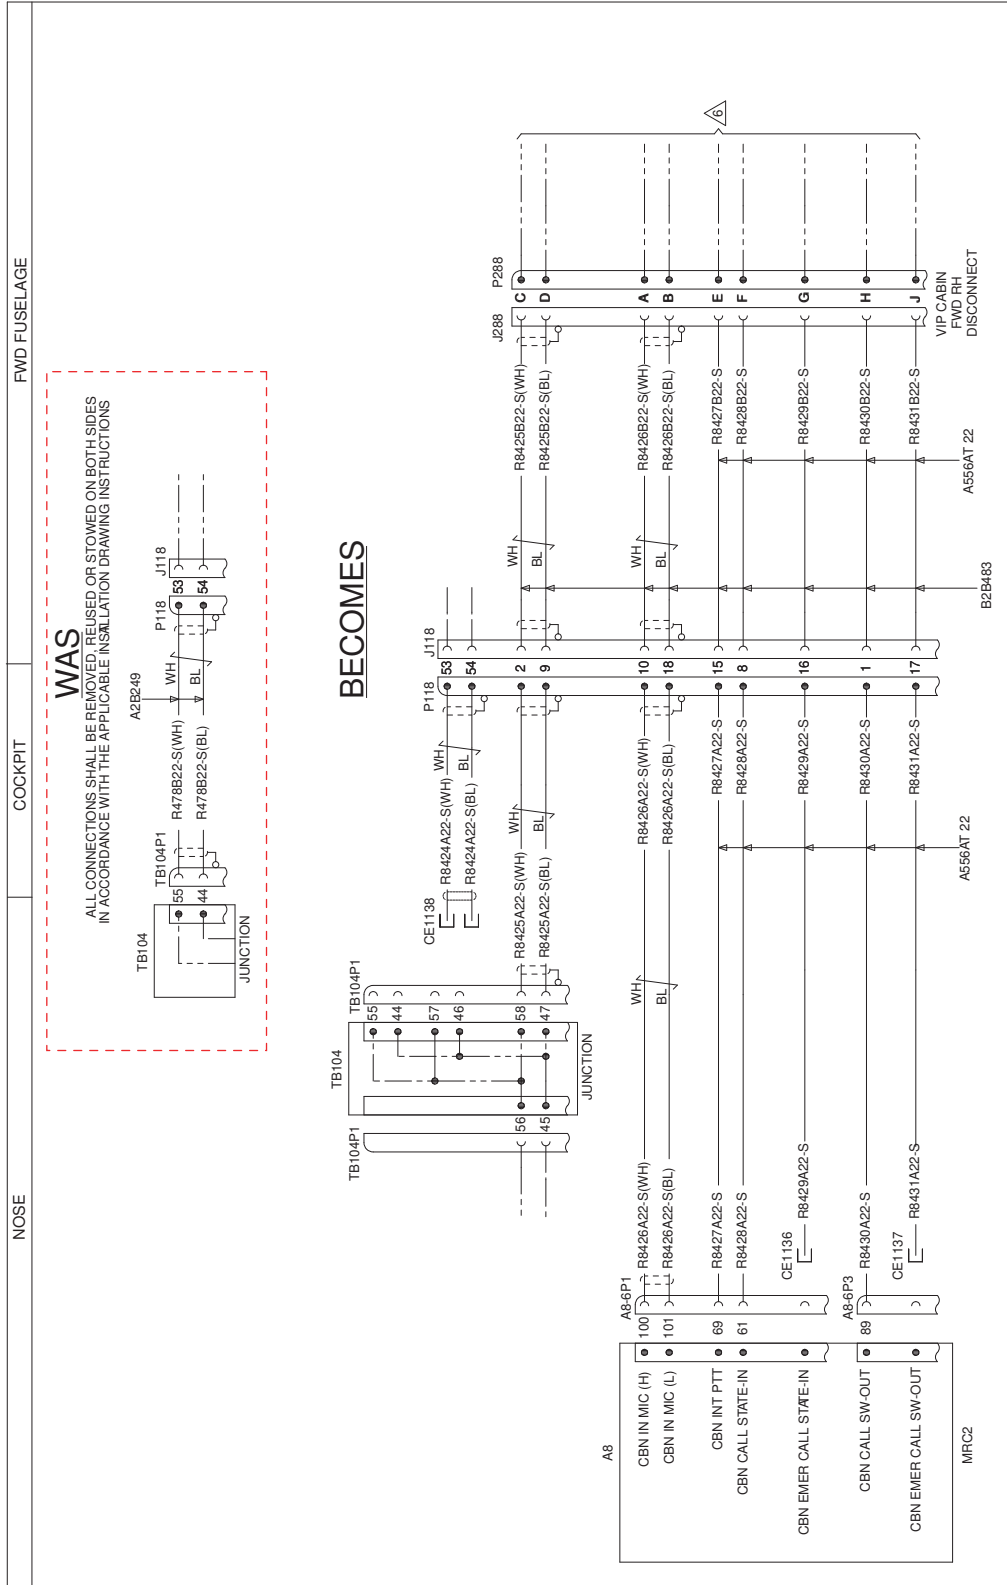 NOSE
COCKPIT
FWD FUSELAGE
WAS
ALL CONNECTIONS SHALL BE REMOVED, REUSED OR STOWED ON BOTH SIDES
IN ACCORDANCE WITH THE APPLICABLE INSTALLATION DRAWING INSTRUCTIONS
A2B249
TB104
TB104P1
P118
J118
55
R478B22-S(WH)
WH
53
44
R478B22-S(BL)
BL
54
JUNCTION
BECOMES
CE1138
R8424A22-S(WH)
WH
R8424A22-S(BL)
BL
P118
J118
53
54
TB104P1
TB104
TB104P1
55
44
57
46
56
58
R8425A22-S(WH)
WH
2
WH
R8425B22-S(WH)
45
47
R8425A22-S(BL)
BL
9
BL
R8425B22-S(BL)
JUNCTION
J288
P288
C
D
A8
A8-6P1
CBN IN MIC (H)
100
R8426A22-S(WH)
WH
R8426A22-S(WH)
10
WH
R8426B22-S(WH)
A
CBN IN MIC (L)
101
R8426A22-S(BL)
BL
R8426A22-S(BL)
18
BL
R8426B22-S(BL)
B
CBN INT PTT
69
R8427A22-S
R8427A22-S
15
R8427B22-S
E
6
CBN CALL STATE-IN
61
R8428A22-S
R8428A22-S
8
R8428B22-S
F
CBN EMER CALL STATE-IN
CE1136
R8429A22-S
R8429A22-S
16
R8429B22-S
G
A8-6P3
CBN CALL SW-OUT
89
R8430A22-S
R8430A22-S
1
R8430B22-S
H
CBN EMER CALL SW-OUT
CE1137
R8431A22-S
R8431A22-S
17
R8431B22-S
J
MRC2
A556AT 22
B2B483
A556AT 22
VIP CABIN
FWD RH
DISCONNECT